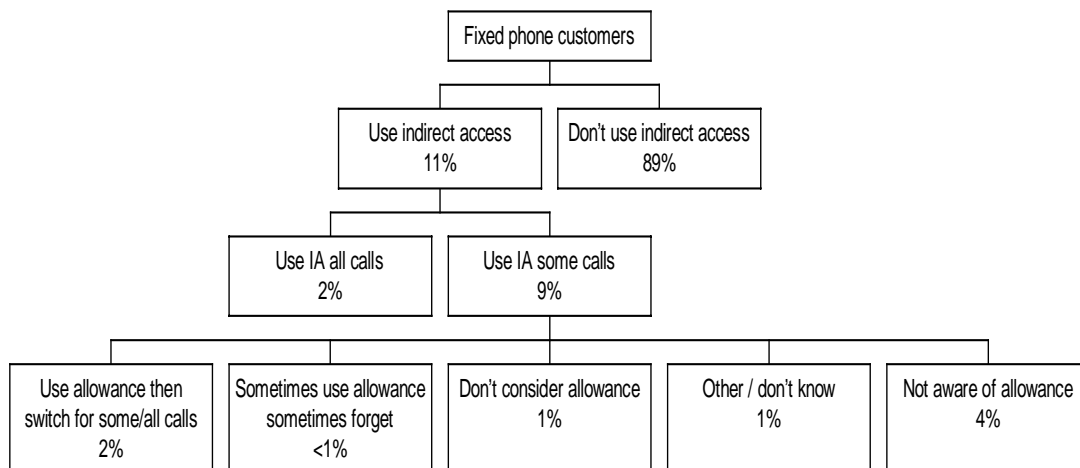 Fixed phone customers
Use indirect access
11%
Don't use indirect access
89%
Use IA all calls
2%
Use IA some calls
9%
Use allowance then
switch for some/all calls
2%
Sometimes use allowance
sometimes forget
<1%
Don't consider allowance
1%
Other / don't know
1%
Not aware of allowance
4%